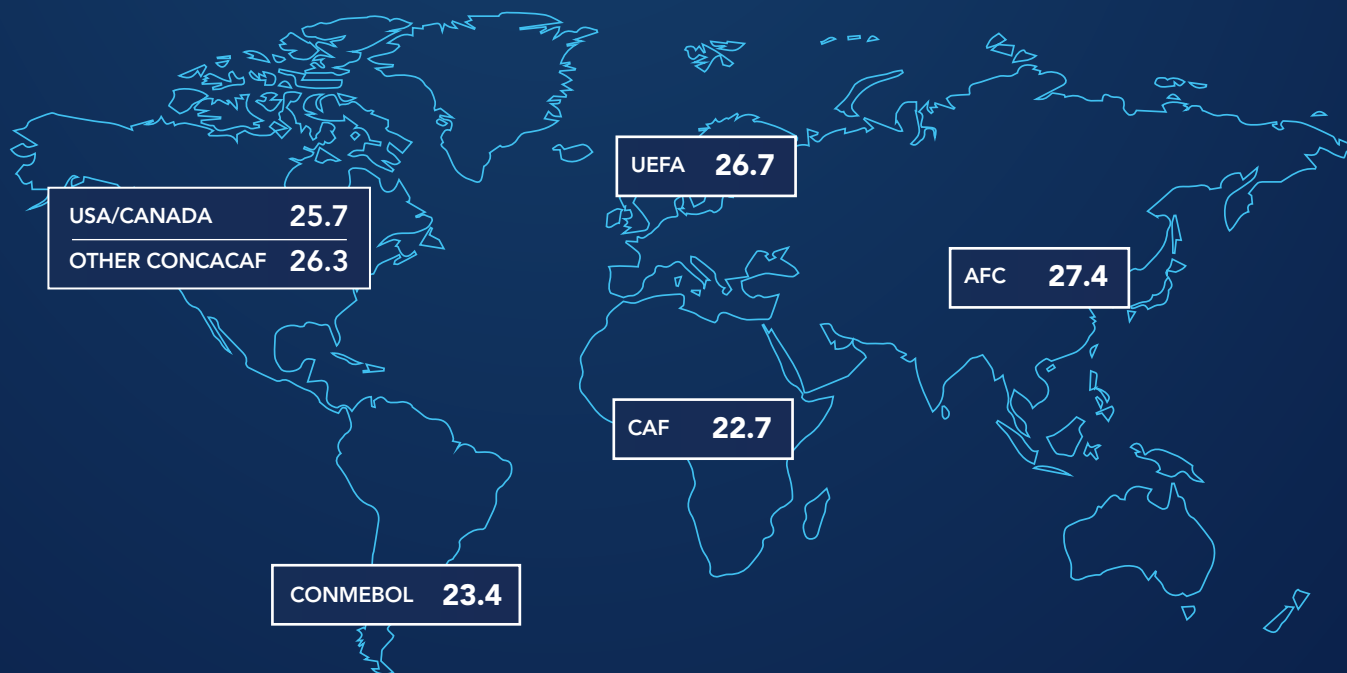 UEFA 26.7
USA/CANADA 25.7
OTHER CONCACAF 26.3
AFC 27.4
CAF 22.7
CONMEBOL 23.4